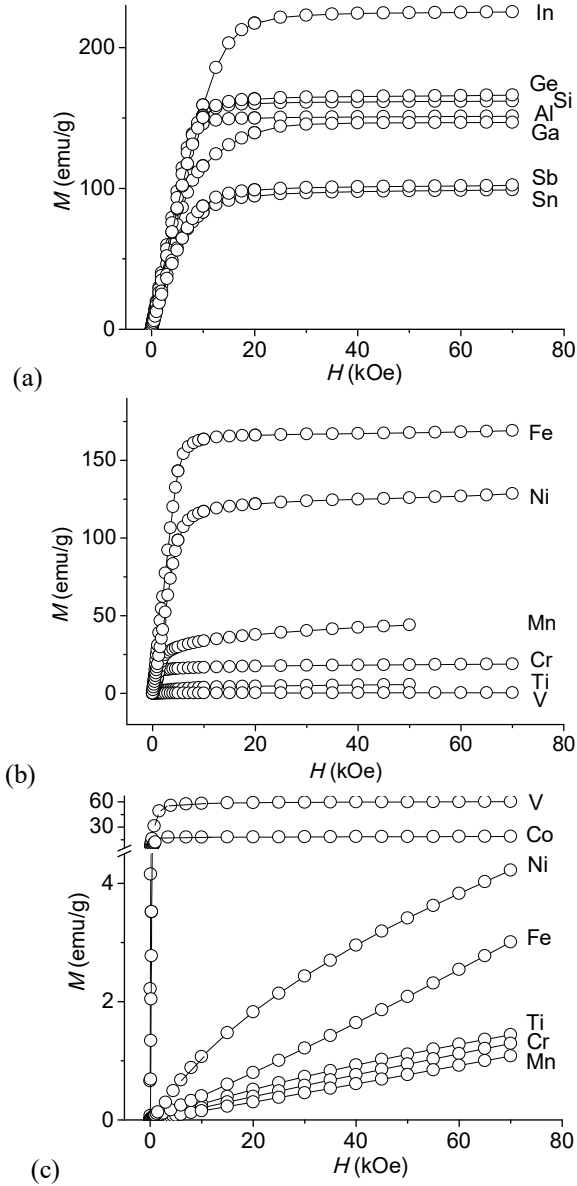 In
Ge
Si
Al
Ga
Sb
Sn
200
100
0
M (emu/g)
0 20 40 60 80
H (kOe)
(a)
Fe
Ni
Mn
Cr
Ti
V
150
100
50
0
M (emu/g)
0 20 40 60 80
H (kOe)
(b)
V
Co
Ni
Fe
Ti
Cr
Mn
60
30
4
2
0
M (emu/g)
0 20 40 60 80
H (kOe)
(c)